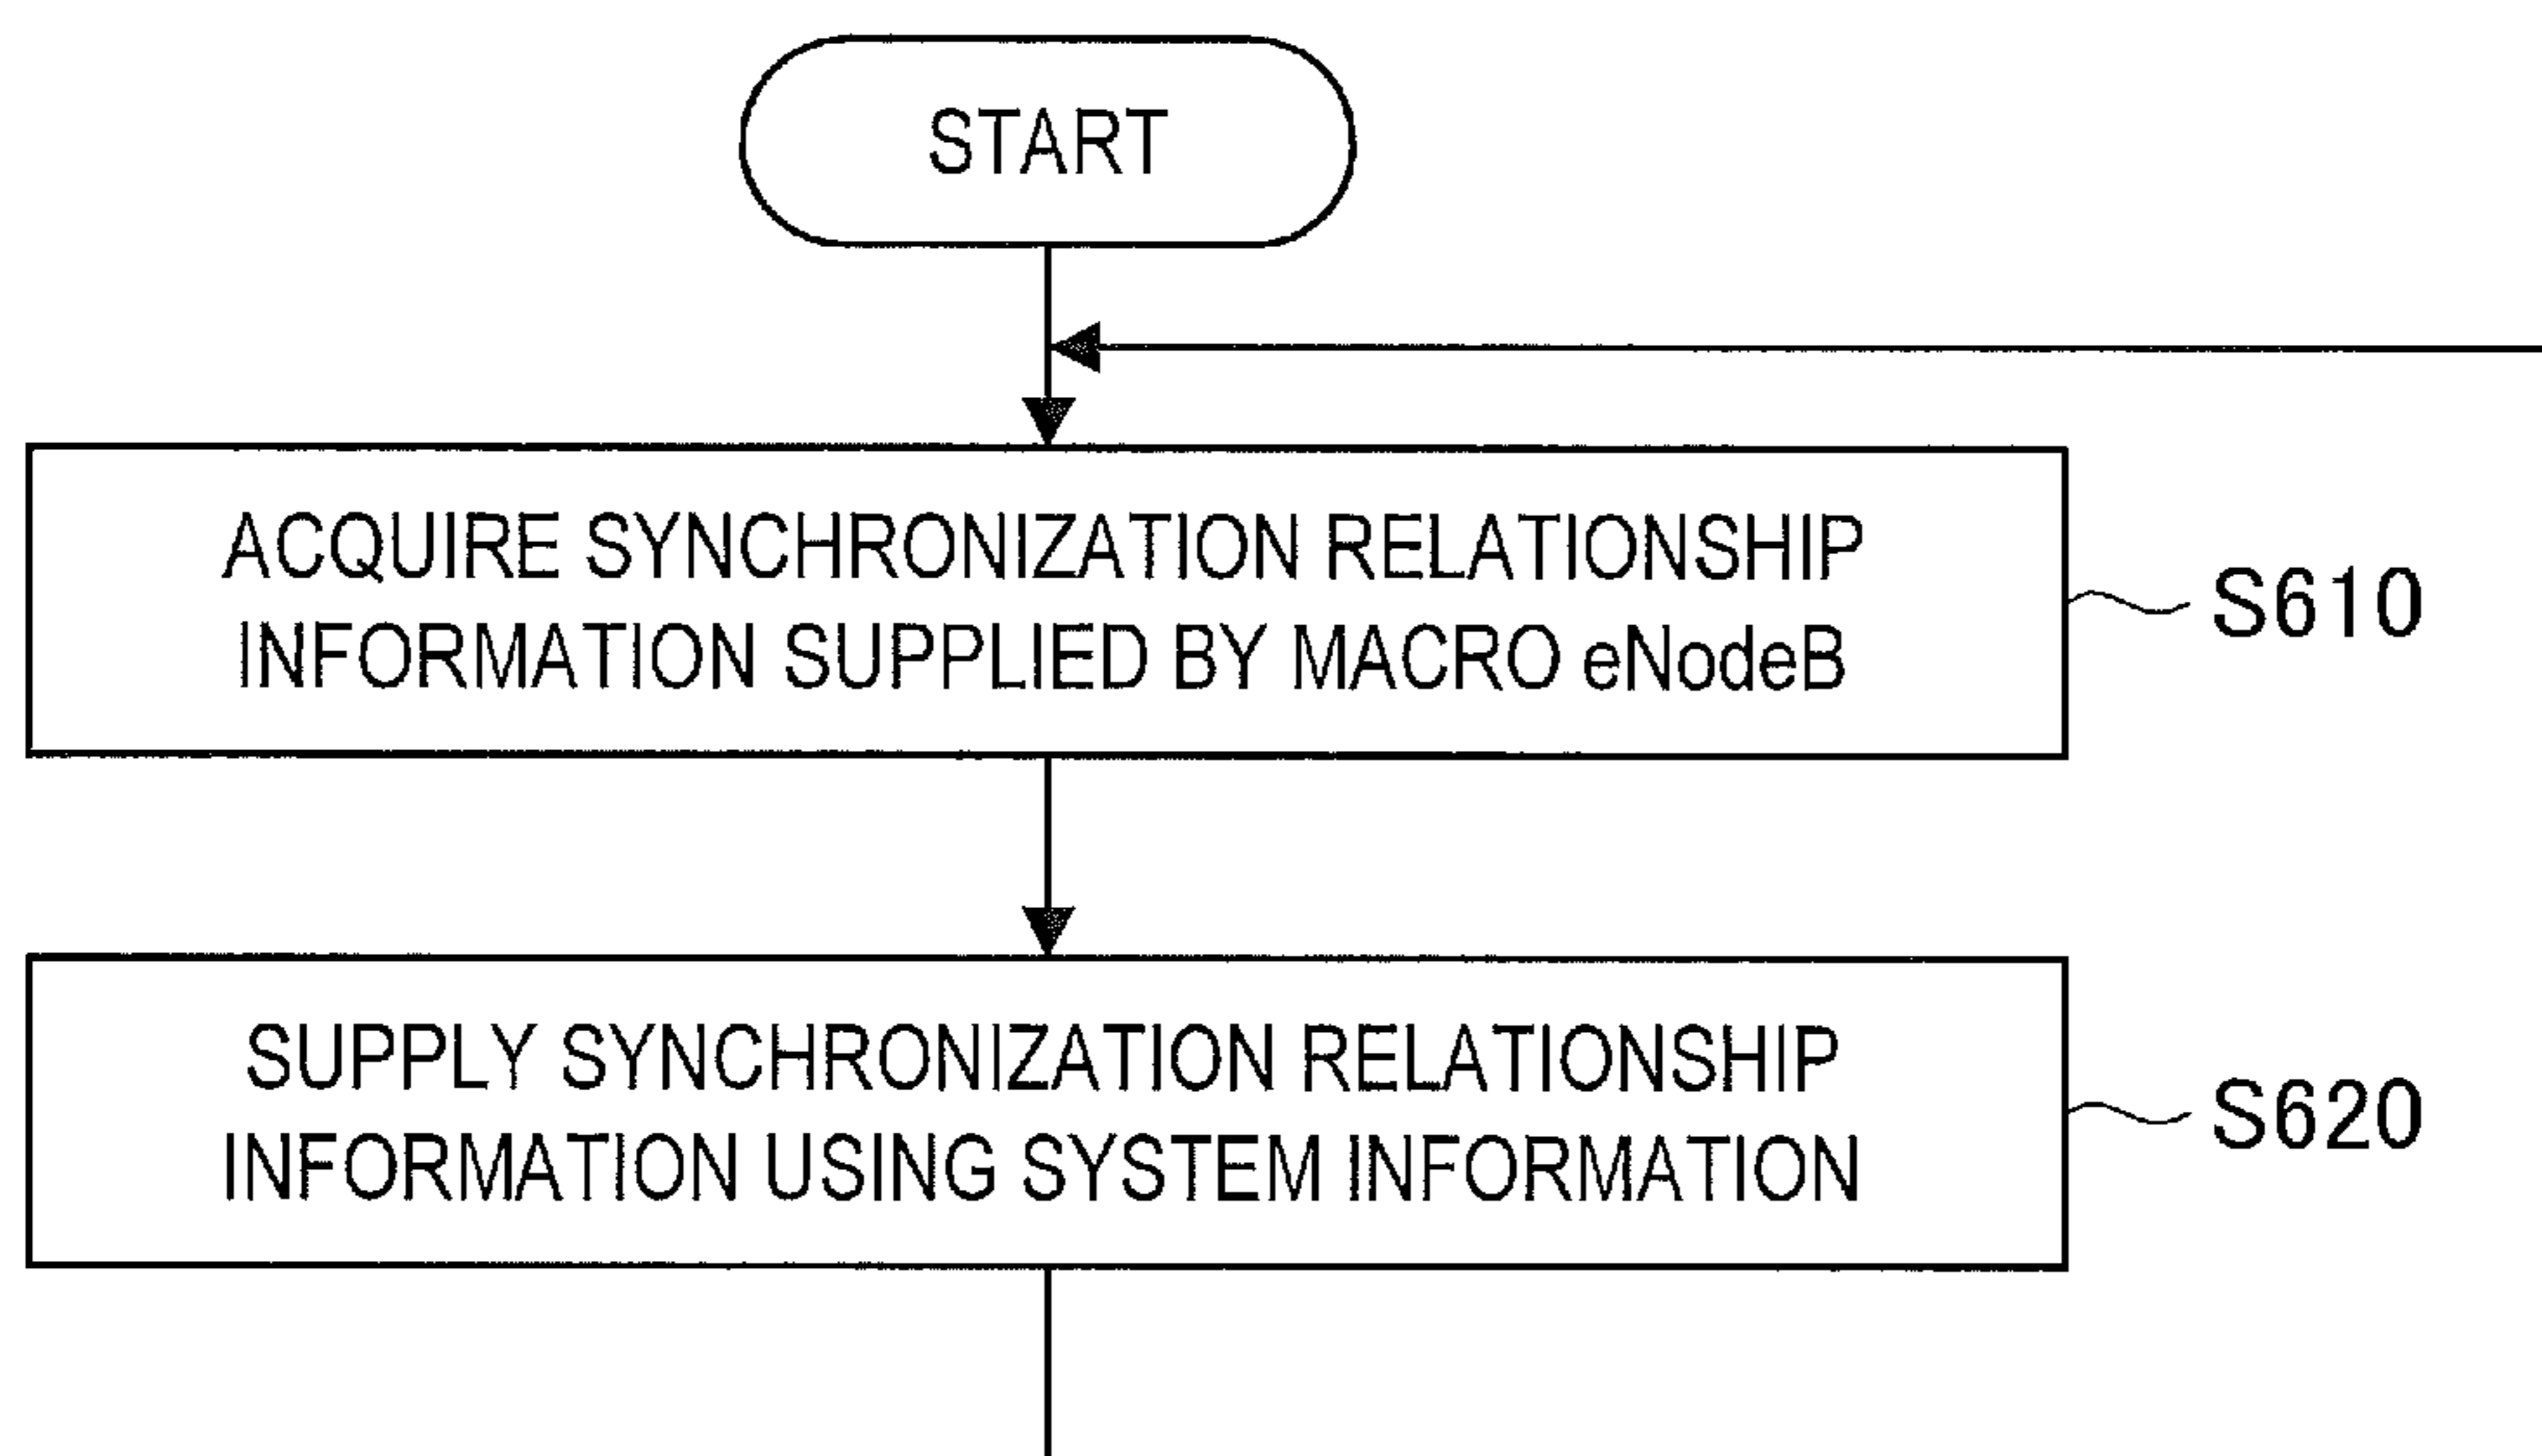 START
ACQUIRE SYNCHRONIZATION RELATIONSHIP
INFORMATION SUPPLIED BY MACRO eNodeB
S610
SUPPLY SYNCHRONIZATION RELATIONSHIP
INFORMATION USING SYSTEM INFORMATION
S620